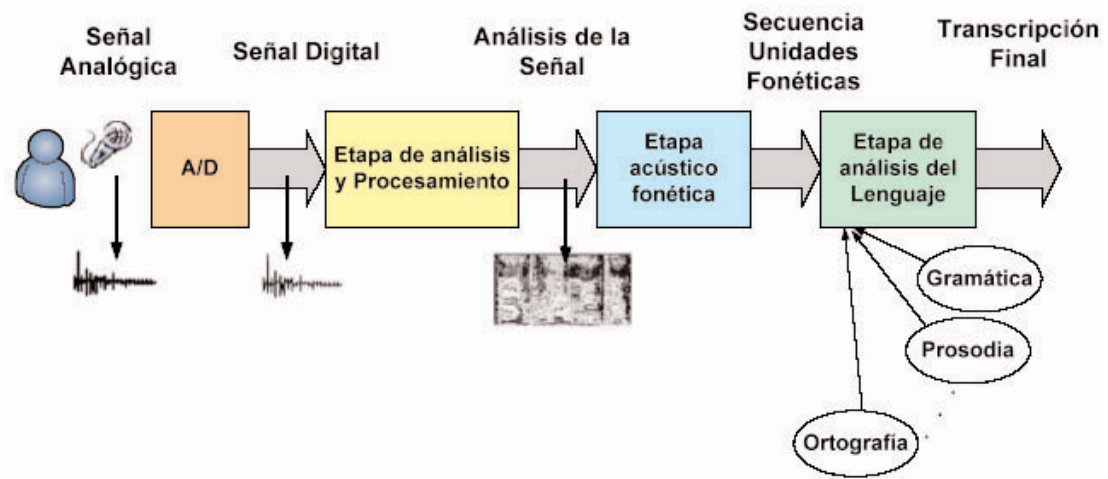 Señal
Analógica
Señal Digital
Análisis de la
Señal
Secuencia
Unidades
Fonéticas
Transcripción
Final
A/D
Etapa de análisis
y Procesamiento
Etapa
acústico
fonética
Etapa de
análisis del
Lenguaje
Gramática
Prosodia
Ortografía